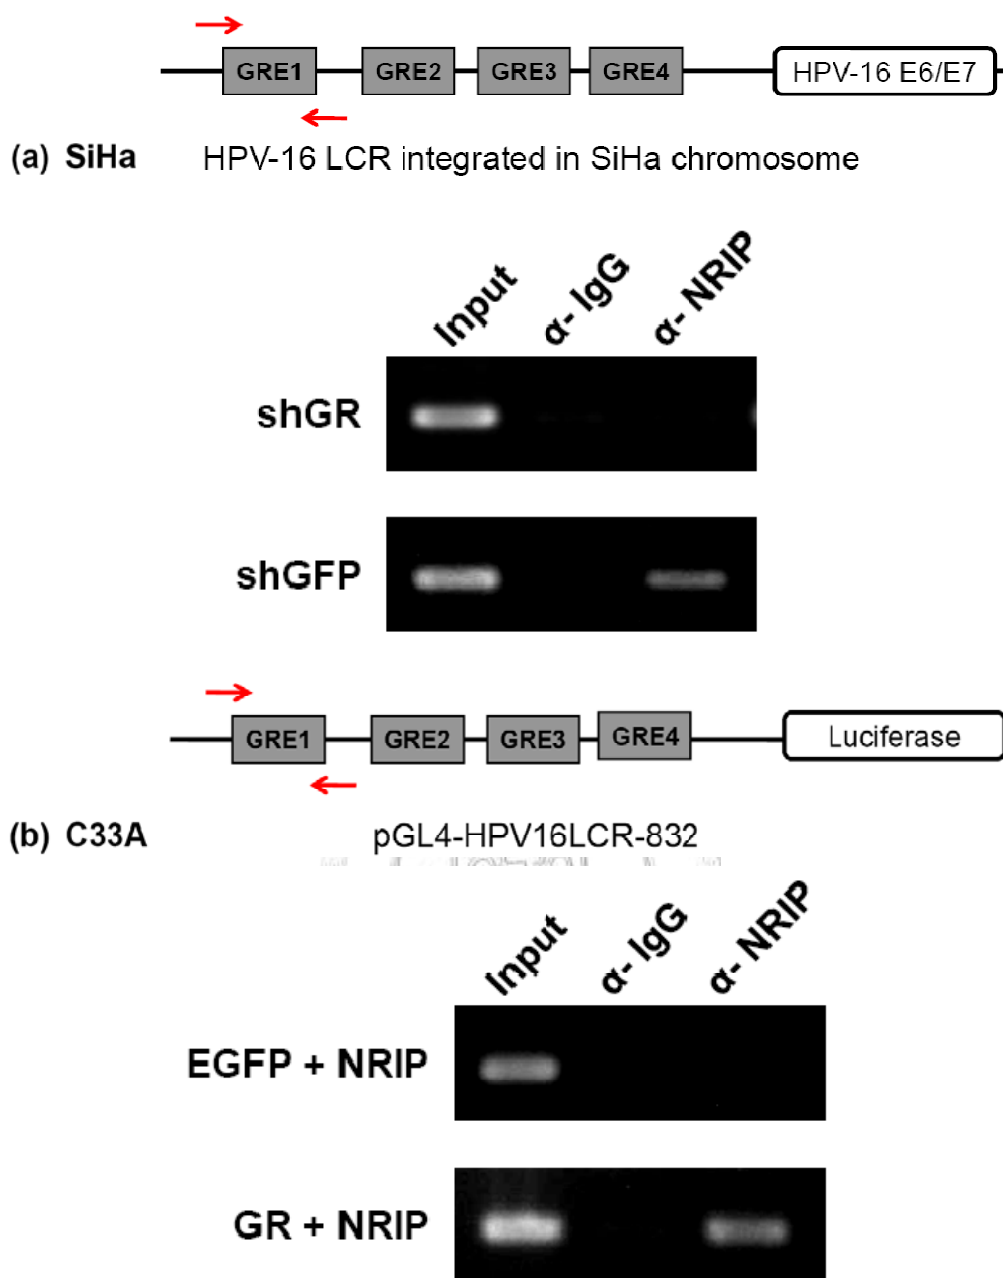 GRE1 GRE2 GRE3 GRE4 HPV-16 E6/E7
(a) SiHa HPV-16 LCR integrated in SiHa chromosome
Input α- IgG α- NRIP
shGR
shGFP
GRE1 GRE2 GRE3 GRE4 Luciferase
(b) C33A pGL4-HPV16LCR-832
Input α- IgG α- NRIP
EGFP + NRIP
GR + NRIP